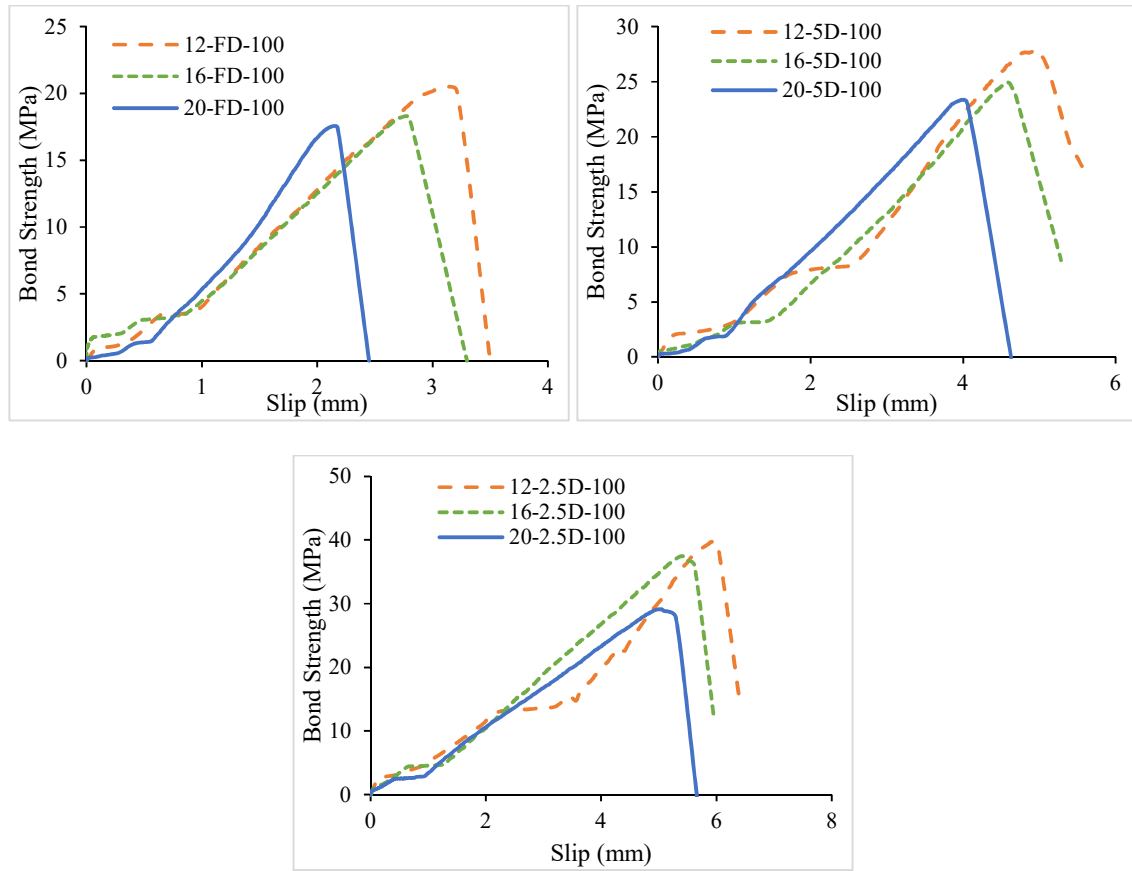 25
20
15
10
5
0
Bond Strength (MPa)
12-FD-100
16-FD-100
20-FD-100
0 1 2 3 4
Slip (mm)
30
25
20
15
10
5
0
Bond Strength (MPa)
12-5D-100
16-5D-100
20-5D-100
0 2 4 6
Slip (mm)
50
40
30
20
10
0
Bond Strength (MPa)
12-2.5D-100
16-2.5D-100
20-2.5D-100
0 2 4 6 8
Slip (mm)